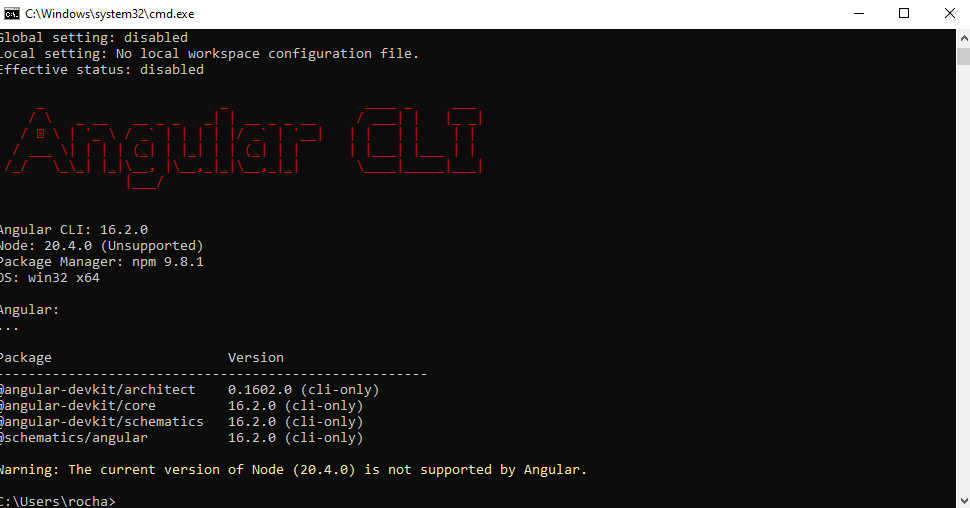 C:\Windows\system32\cmd.exe
Global setting: disabled
Local setting: No local workspace configuration file.
Effective status: disabled
Angular CLI
Angular CLI: 16.2.0
Node: 20.4.0 (Unsupported)
Package Manager: npm 9.8.1
OS: win32 x64
Angular:
...
Package Version
------------------------------------------------------
@angular-devkit/architect 0.1602.0 (cli-only)
@angular-devkit/core 16.2.0 (cli-only)
@angular-devkit/schematics 16.2.0 (cli-only)
@schematics/angular 16.2.0 (cli-only)
Warning: The current version of Node (20.4.0) is not supported by Angular.
C:\Users\rocha>